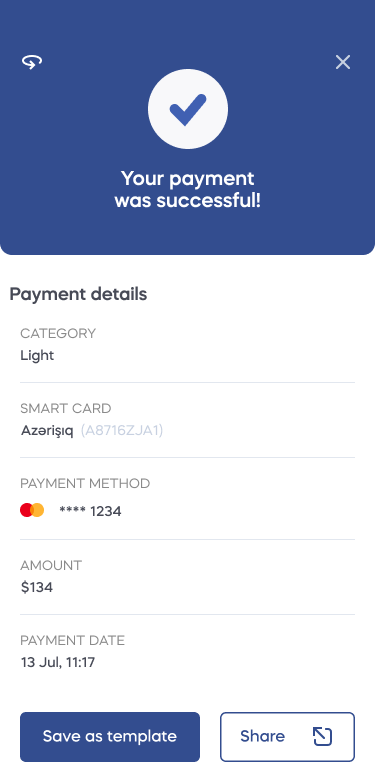 Your payment
was successful!
Payment details
CATEGORY
Light
SMART CARD
Azərişıq (A8716ZJA1)
PAYMENT METHOD
**** 1234
AMOUNT
$134
PAYMENT DATE
13 Jul, 11:17
Save as template
Share